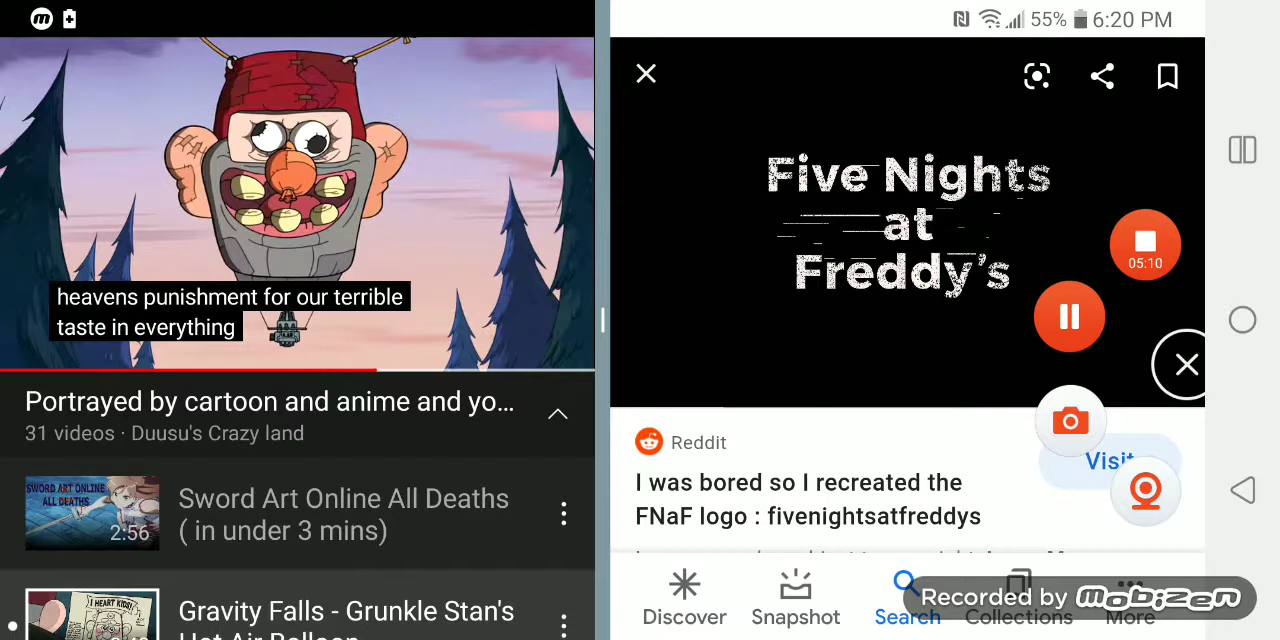 55% 6:20 PM
heavens punishment for our terrible
taste in everything
Portrayed by cartoon and anime and yo...
31 videos · Duusu's Crazy land
SWORD ART ONLINE
ALL DEATHS
2:56
Sword Art Online All Deaths
( in under 3 mins)
I HEART KIDS!
Gravity Falls - Grunkle Stan's
Five Nights
at
Freddy's
05:10
Reddit
Visit
I was bored so I recreated the
FNaF logo : fivenightsatfreddys
Discover Snapshot Search Collections More
Recorded by mobizen